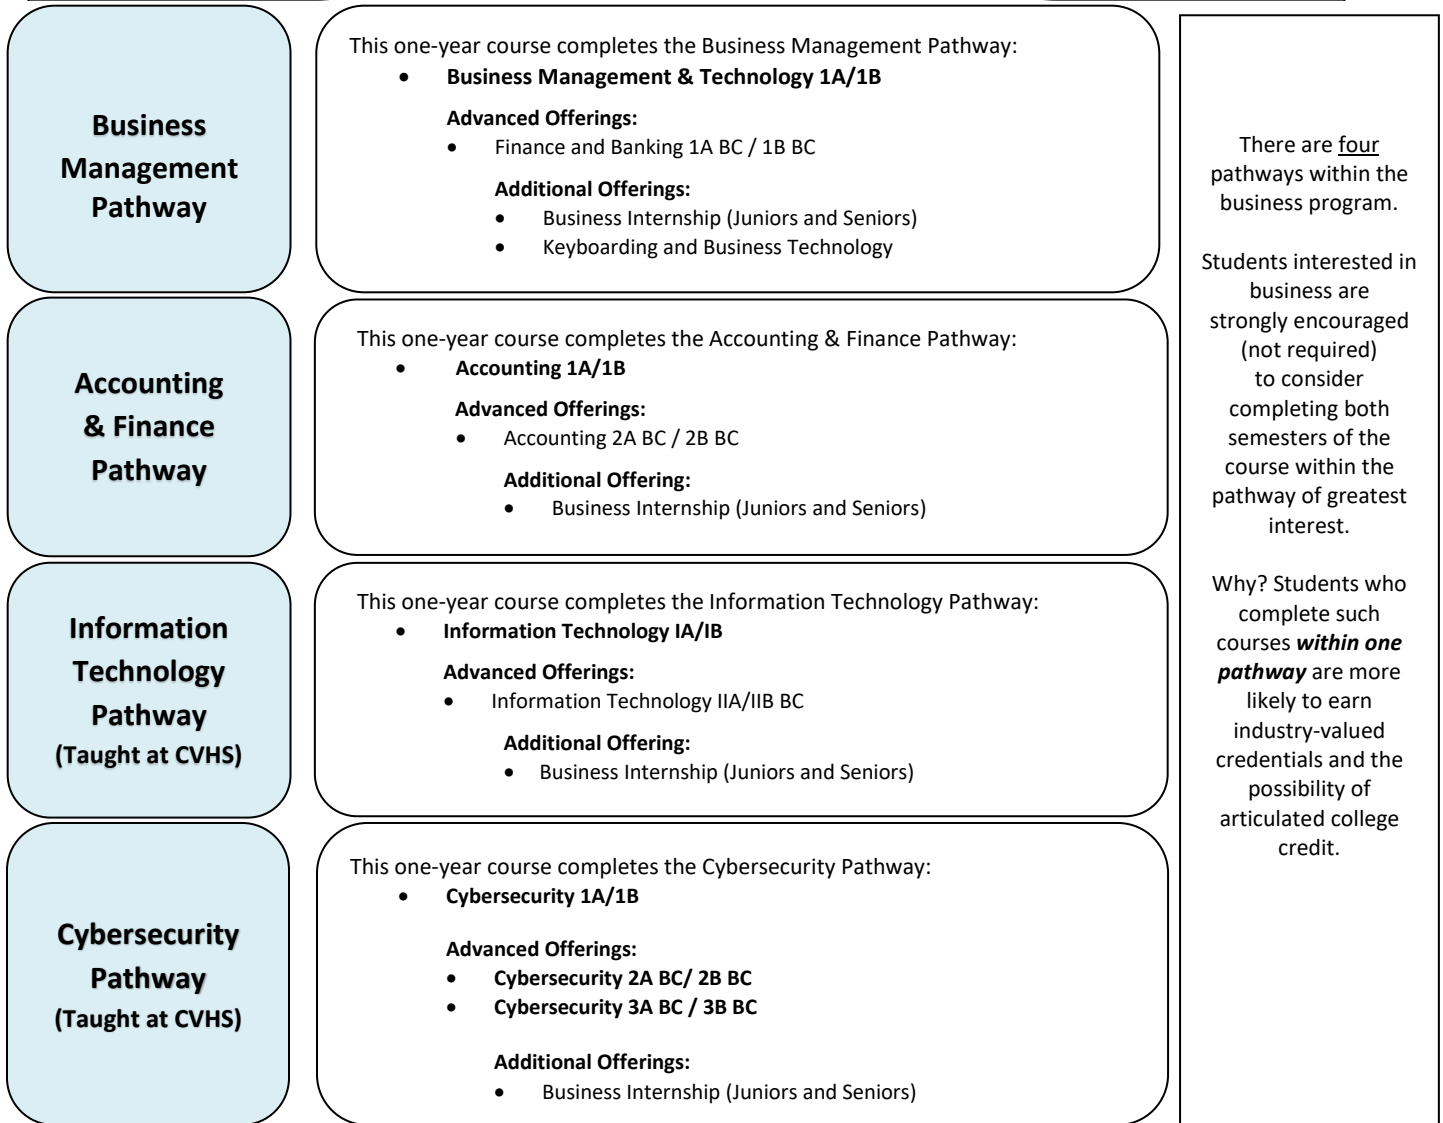 Business
Management
Pathway
This one-year course completes the Business Management Pathway:
• Business Management & Technology 1A/1B
Advanced Offerings:
• Finance and Banking 1A BC / 1B BC
Additional Offerings:
• Business Internship (Juniors and Seniors)
• Keyboarding and Business Technology
Accounting
& Finance
Pathway
This one-year course completes the Accounting & Finance Pathway:
• Accounting 1A/1B
Advanced Offerings:
• Accounting 2A BC / 2B BC
Additional Offering:
• Business Internship (Juniors and Seniors)
Information
Technology
Pathway
(Taught at CVHS)
This one-year course completes the Information Technology Pathway:
• Information Technology IA/IB
Advanced Offerings:
• Information Technology IIA/IIB BC
Additional Offering:
• Business Internship (Juniors and Seniors)
Cybersecurity
Pathway
(Taught at CVHS)
This one-year course completes the Cybersecurity Pathway:
• Cybersecurity 1A/1B
Advanced Offerings:
• Cybersecurity 2A BC/ 2B BC
• Cybersecurity 3A BC / 3B BC
Additional Offerings:
• Business Internship (Juniors and Seniors)
There are four
pathways within the
business program.
Students interested in
business are
strongly encouraged
(not required)
to consider
completing both
semesters of the
course within the
pathway of greatest
interest.
Why? Students who
complete such
courses within one
pathway are more
likely to earn
industry-valued
credentials and the
possibility of
articulated college
credit.